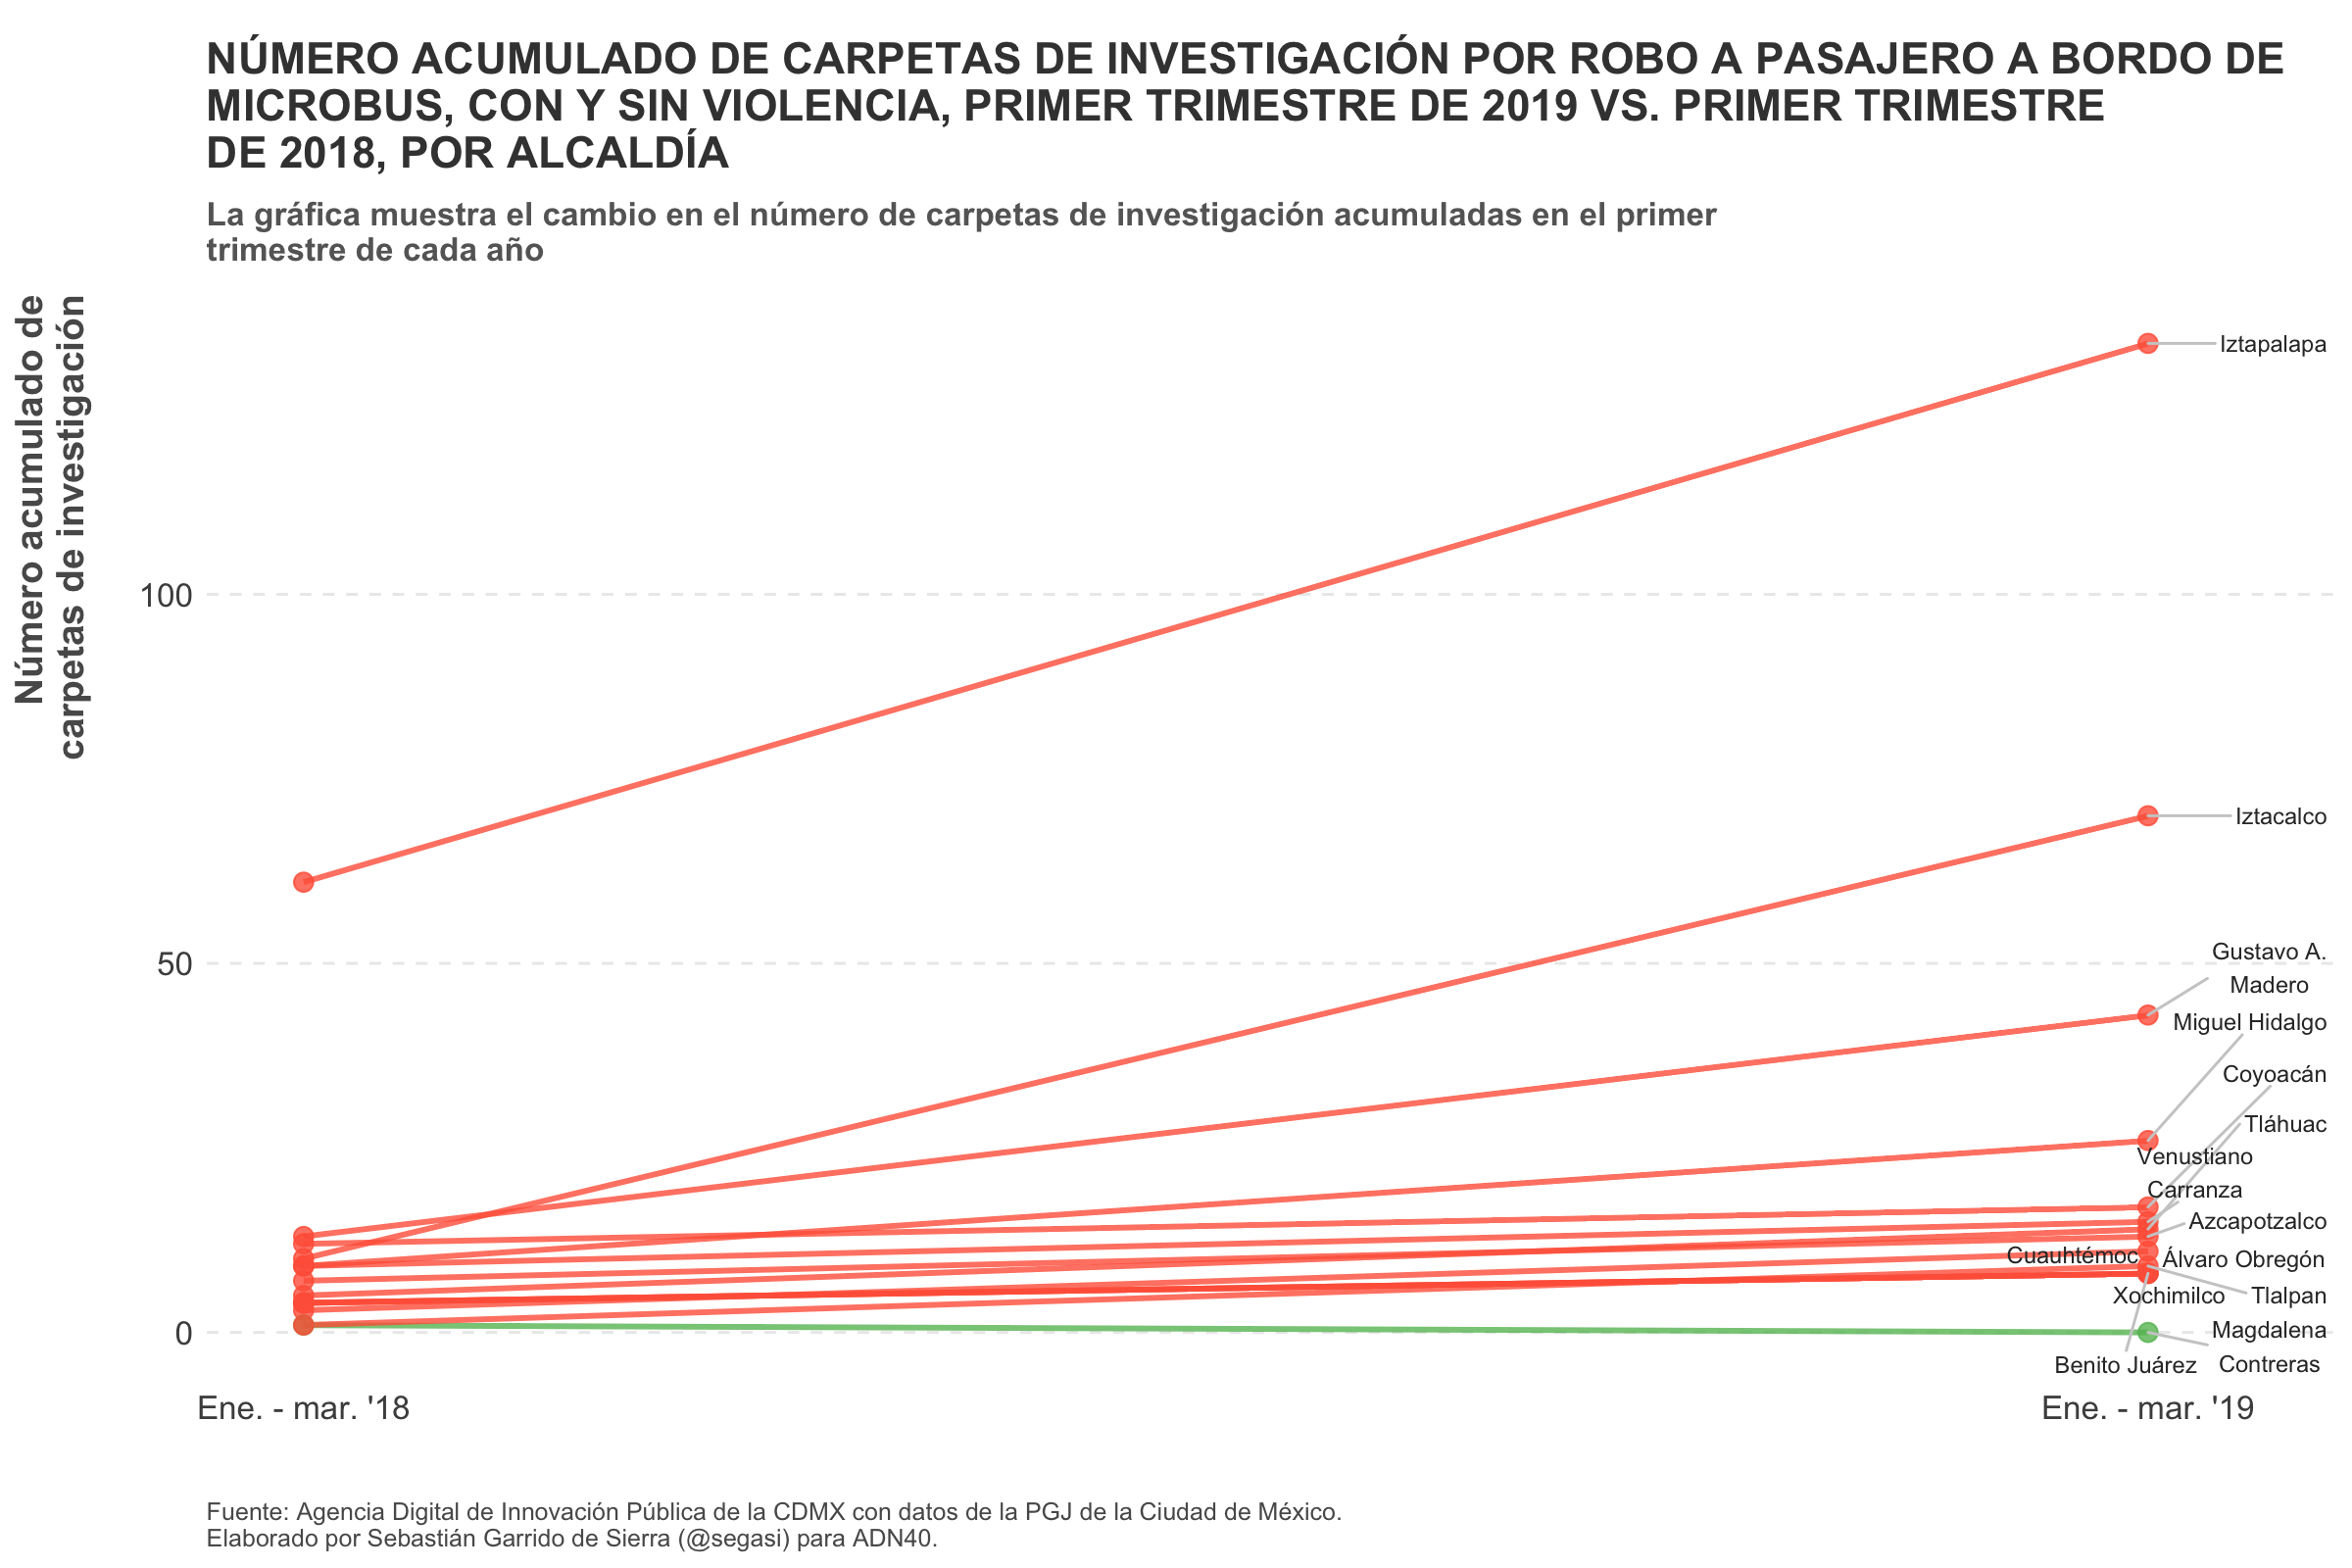 NÚMERO ACUMULADO DE CARPETAS DE INVESTIGACIÓN POR ROBO A PASAJERO A BORDO DE
MICROBUS, CON Y SIN VIOLENCIA, PRIMER TRIMESTRE DE 2019 VS. PRIMER TRIMESTRE
DE 2018, POR ALCALDÍA
La gráfica muestra el cambio en el número de carpetas de investigación acumuladas en el primer
trimestre de cada año
Número acumulado de
carpetas de investigación
100
50
0
Iztapalapa
Iztacalco
Gustavo A.
Madero
Miguel Hidalgo
Coyoacán
Tláhuac
Venustiano
Carranza
Azcapotzalco
Cuauhtémoc
Álvaro Obregón
Xochimilco
Tlalpan
Magdalena
Contreras
Benito Juárez
Ene. - mar. '18
Ene. - mar. '19
Fuente: Agencia Digital de Innovación Pública de la CDMX con datos de la PGJ de la Ciudad de México.
Elaborado por Sebastián Garrido de Sierra (@segasi) para ADN40.